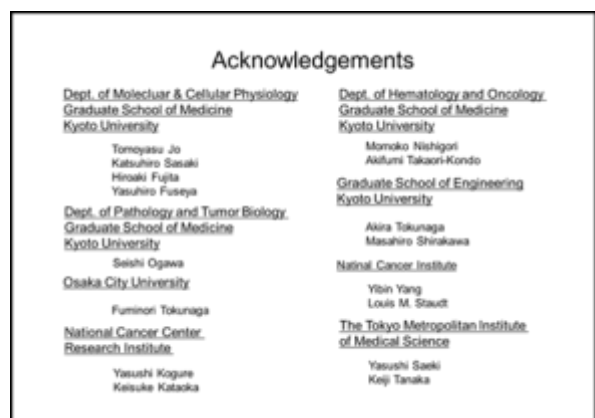 Acknowledgements
Dept. of Molecluar & Cellular Physiology
Graduate School of Medicine
Kyoto University
Tomoyasu Jo
Katsuhiro Sasaki
Hiroaki Fujita
Yasuhiro Fuseya
Dept. of Pathology and Tumor Biology
Graduate School of Medicine
Kyoto University
Seishi Ogawa
Osaka City University
Fuminori Tokunaga
National Cancer Center
Research Institute
Yasushi Kogure
Keisuke Kataoka
Dept. of Hematology and Oncology
Graduate School of Medicine
Kyoto University
Momoko Nishigori
Akifumi Takaori-Kondo
Graduate School of Engineering
Kyoto University
Akira Tokunaga
Masahiro Shirakawa
Natinal Cancer Institute
Yibin Yang
Louis M. Staudt
The Tokyo Metropolitan Institute
of Medical Science
Yasushi Saeki
Keiji Tanaka